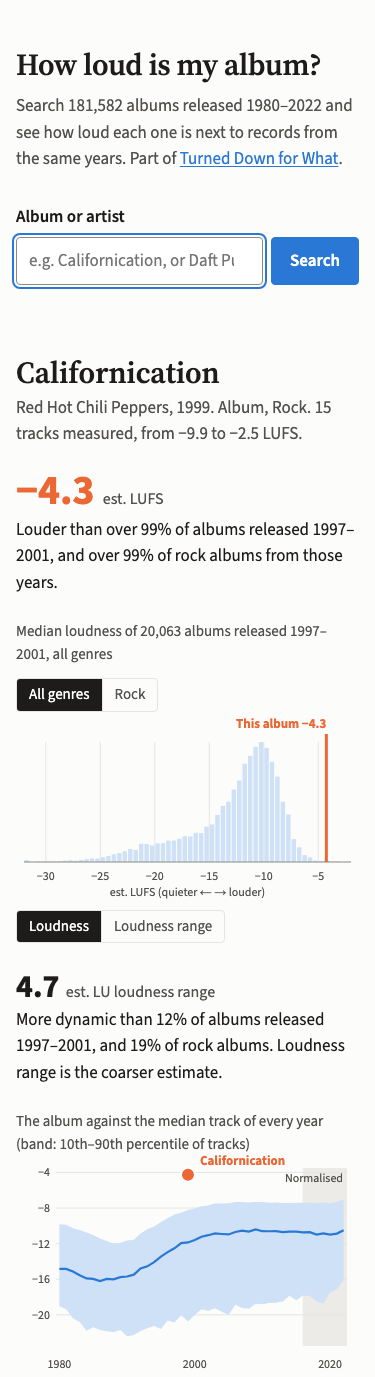 How loud is my album?
Search 181,582 albums released 1980–2022 and
see how loud each one is next to records from
the same years. Part of Turned Down for What.
Album or artist
e.g. Californication, or Daft Pu
Search
Californication
Red Hot Chili Peppers, 1999. Album, Rock. 15
tracks measured, from −9.9 to −2.5 LUFS.
−4.3 est. LUFS
Louder than over 99% of albums released 1997–
2001, and over 99% of rock albums from those
years.
Median loudness of 20,063 albums released 1997–
2001, all genres
All genres Rock
This album −4.3
−30 −25 −20 −15 −10 −5
est. LUFS (quieter ←→ louder)
Loudness Loudness range
4.7 est. LU loudness range
More dynamic than 12% of albums released
1997–2001, and 19% of rock albums. Loudness
range is the coarser estimate.
The album against the median track of every year
(band: 10th–90th percentile of tracks)
Californication
−4
Normalised
−8
−12
−16
−20
1980 2000 2020